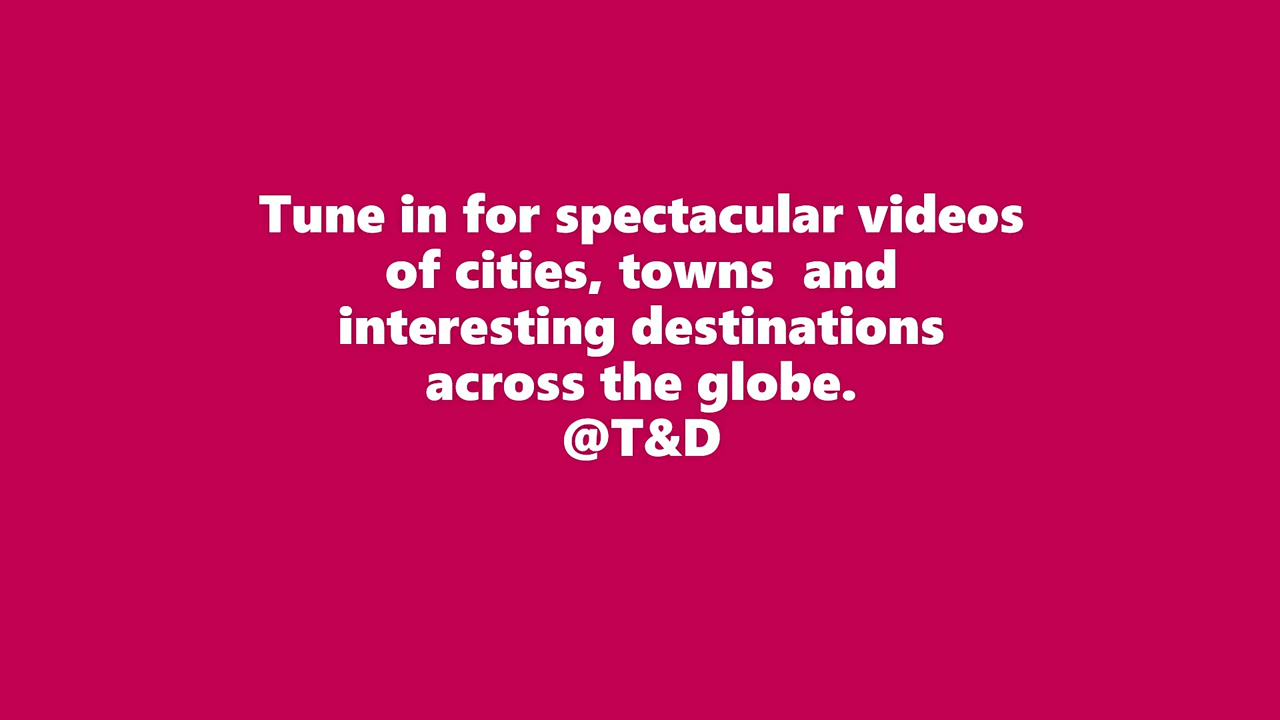 Tune in for spectacular videos
of cities, towns  and
interesting destinations
across the globe.
@T&D